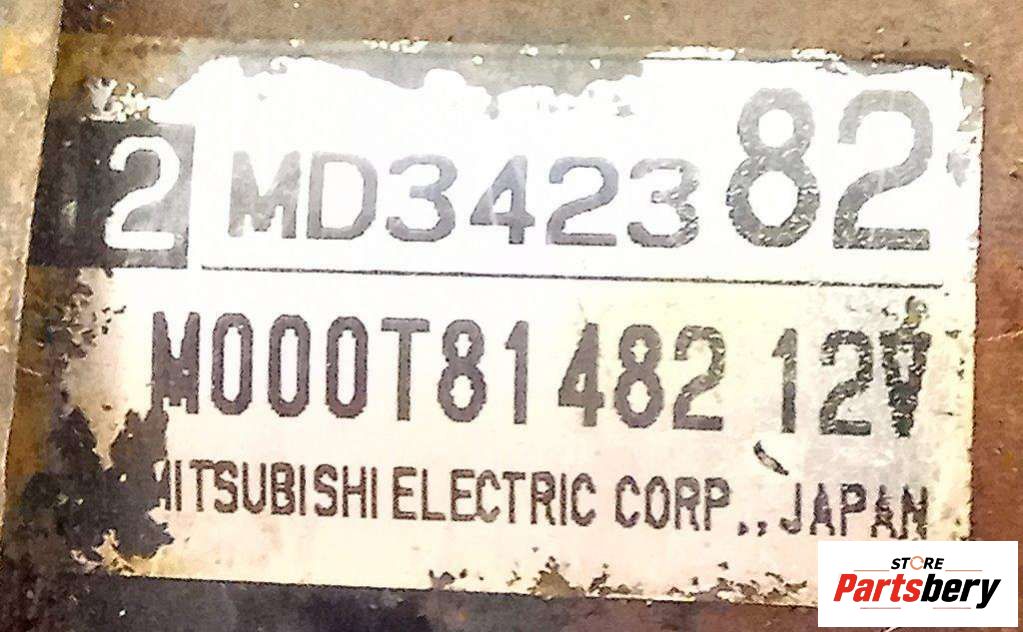 2 MD342382
M000T81482 12V
MITSUBISHI ELECTRIC CORP., JAPAN
STORE
Partsbery